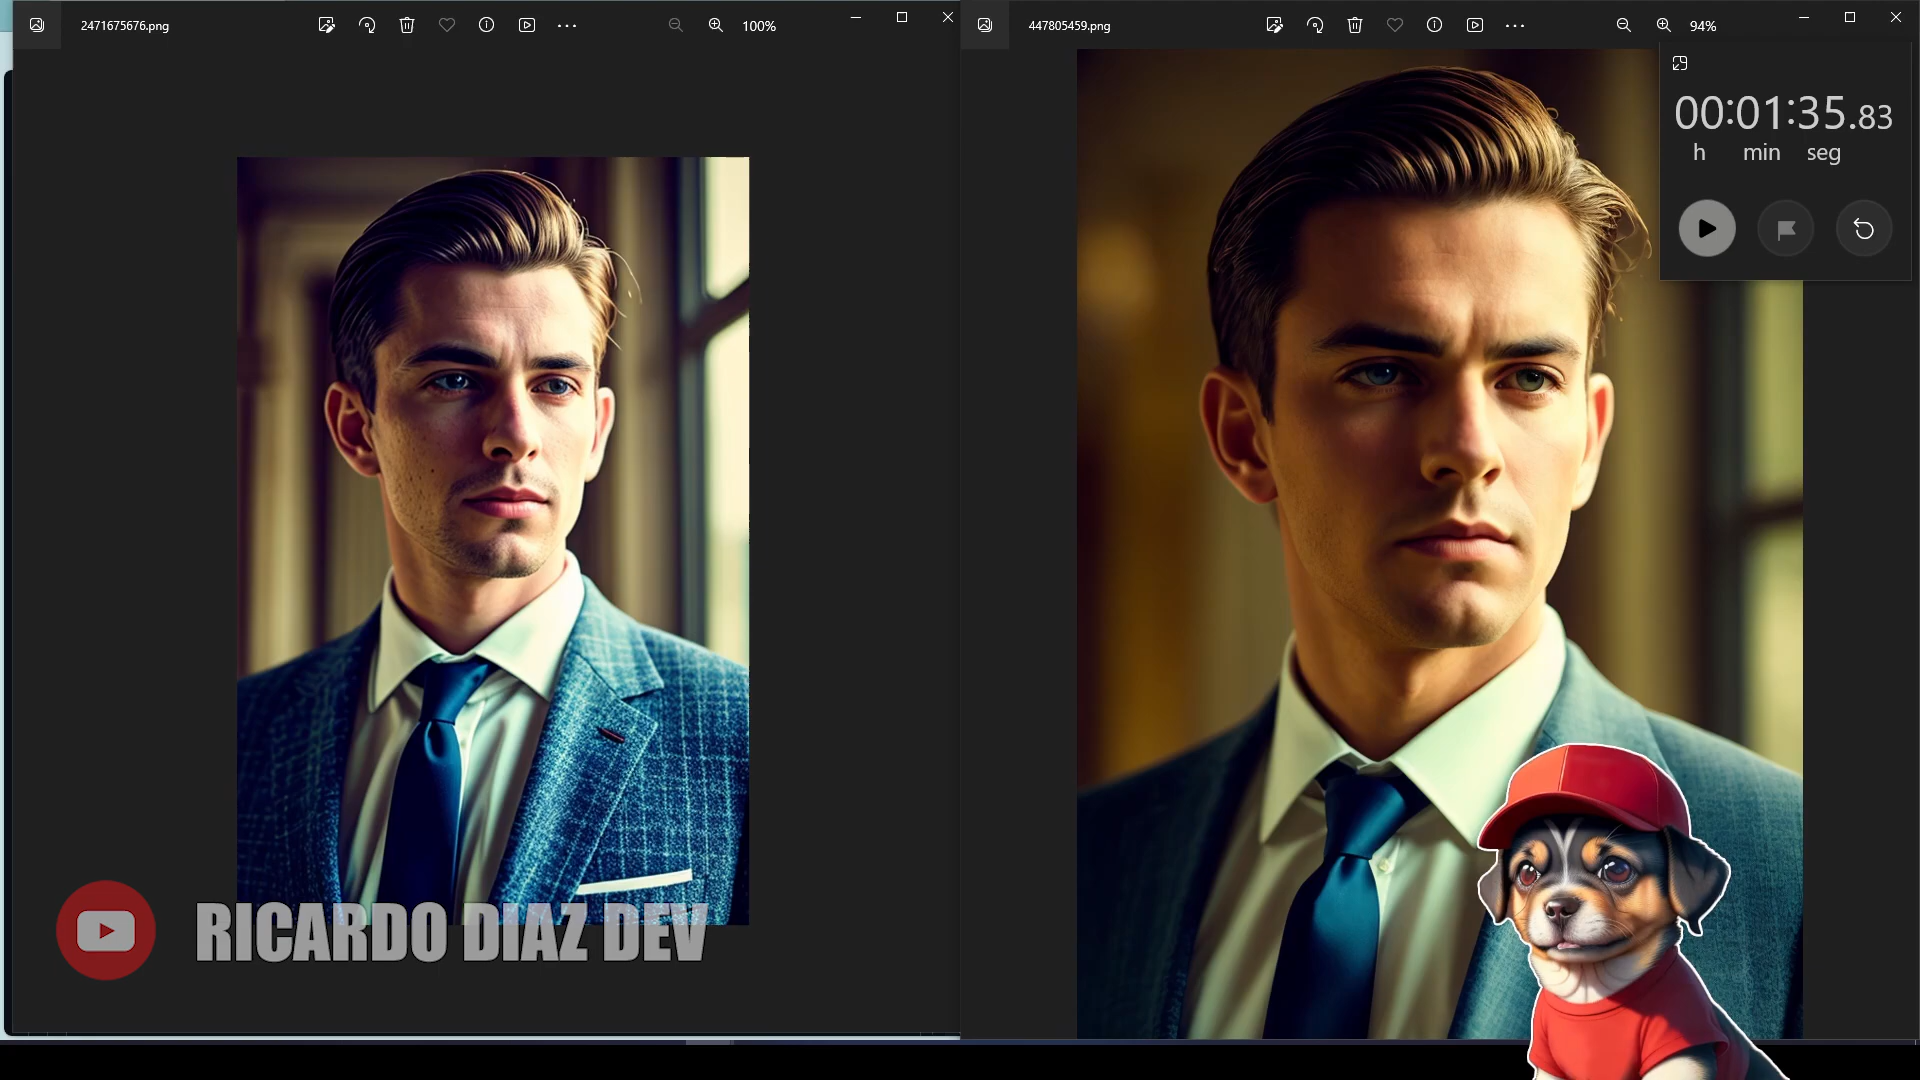 2471675676.png
100%
447805459.png
94%
00:01:35.83
h min seg
RICARDO DIAZ DEV